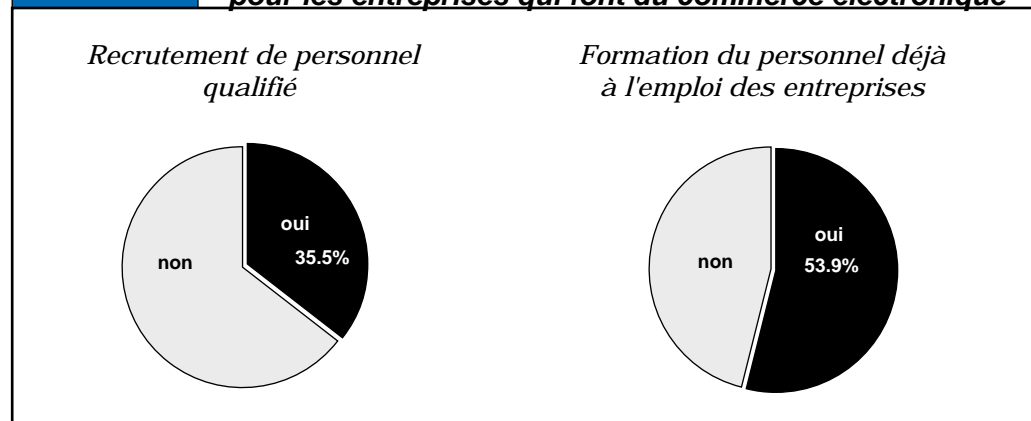 pour les entreprises qui font du commerce électronique
Recrutement de personnel
qualifié
Formation du personnel déjà
à l'emploi des entreprises
oui
35.5%
non
oui
53.9%
non